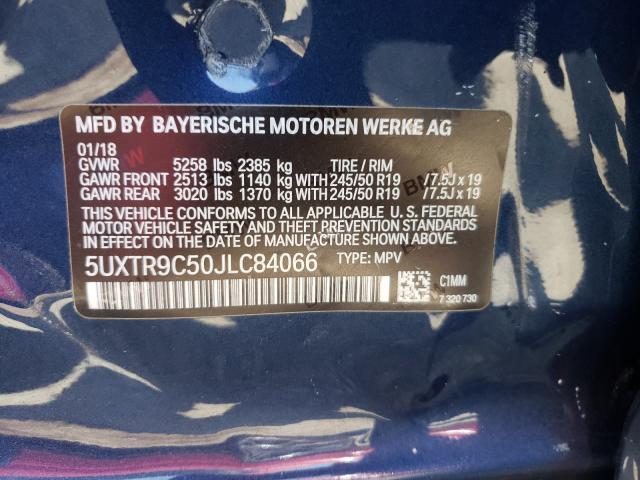 MFD BY BAYERISCHE MOTOREN WERKE AG
01/18
GVWR 5258 lbs 2385 kg TIRE / RIM
GAWR FRONT 2513 lbs 1140 kg WITH 245/50 R19 /7.5J x 19
GAWR REAR 3020 lbs 1370 kg WITH 245/50 R19 /7.5J x 19
THIS VEHICLE CONFORMS TO ALL APPLICABLE U. S. FEDERAL
MOTOR VEHICLE SAFETY AND THEFT PREVENTION STANDARDS
IN EFFECT ON THE DATE OF MANUFACTURE SHOWN ABOVE.
5UXTR9C50JLC84066 TYPE: MPV
C1MM
7 320 730